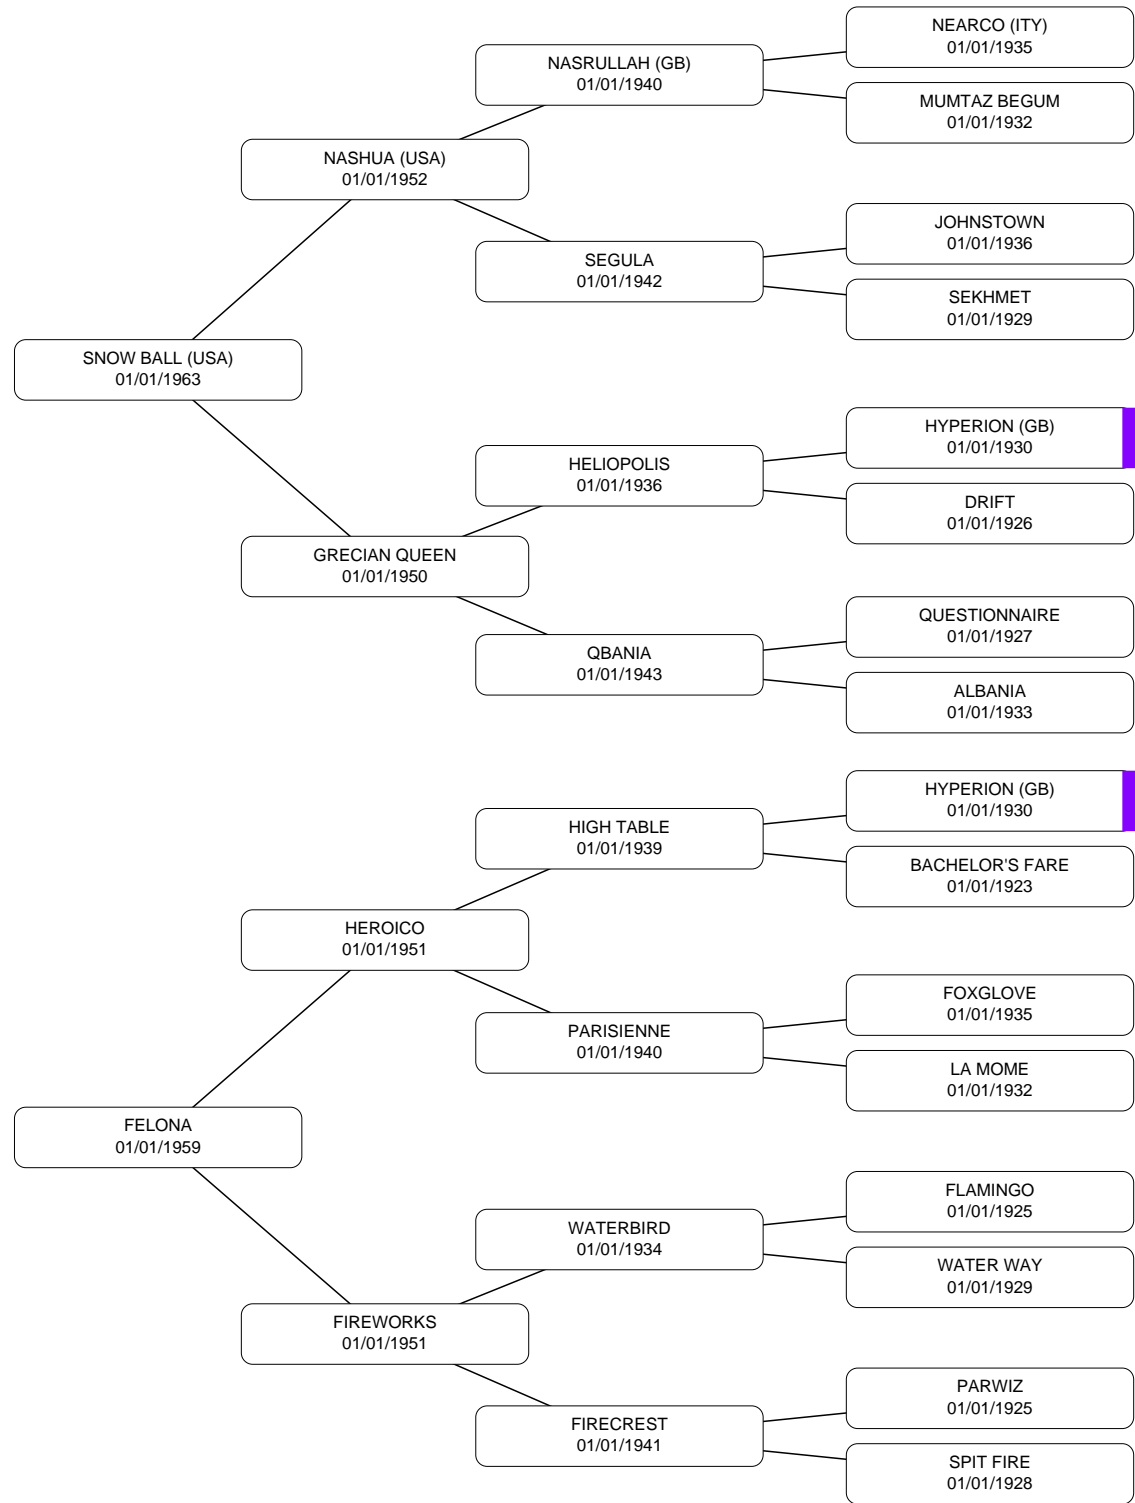 NEARCO (ITY)
01/01/1935
NASRULLAH (GB)
01/01/1940
MUMTAZ BEGUM
01/01/1932
NASHUA (USA)
01/01/1952
JOHNSTOWN
01/01/1936
SEGULA
01/01/1942
SEKHMET
01/01/1929
SNOW BALL (USA)
01/01/1963
HYPERION (GB)
01/01/1930
HELIOPOLIS
01/01/1936
DRIFT
01/01/1926
GRECIAN QUEEN
01/01/1950
QUESTIONNAIRE
01/01/1927
QBANIA
01/01/1943
ALBANIA
01/01/1933
HYPERION (GB)
01/01/1930
HIGH TABLE
01/01/1939
BACHELOR'S FARE
01/01/1923
HEROICO
01/01/1951
FOXGLOVE
01/01/1935
PARISIENNE
01/01/1940
LA MOME
01/01/1932
FELONA
01/01/1959
FLAMINGO
01/01/1925
WATERBIRD
01/01/1934
WATER WAY
01/01/1929
FIREWORKS
01/01/1951
PARWIZ
01/01/1925
FIRECREST
01/01/1941
SPIT FIRE
01/01/1928